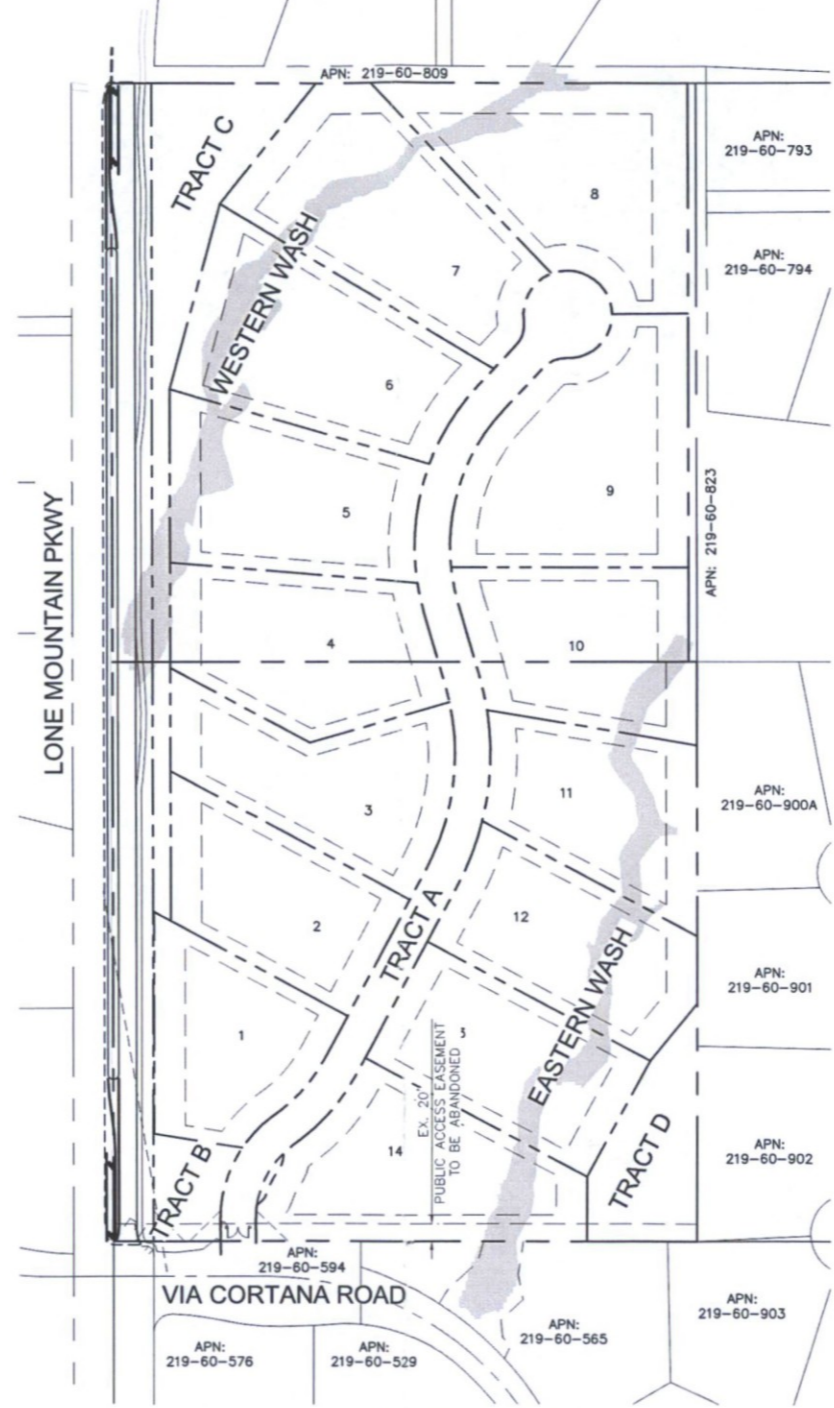 APN: 219-60-809
TRACT C
APN:
219-60-793
8
APN:
219-60-794
7
WESTERN WASH
6
9
5
APN: 219-60-823
LONE MOUNTAIN PKWY
4
10
11
APN:
219-60-900A
3
12
2
TRACT A
EASTERN WASH
APN:
219-60-901
1
3
EX. 20'
PUBLIC ACCESS EASEMENT
TO BE ABANDONED
14
TRACT B
TRACT D
APN:
219-60-902
APN:
219-60-594
VIA CORTANA ROAD
APN:
219-60-903
APN:
219-60-565
APN:
219-60-576
APN:
219-60-529